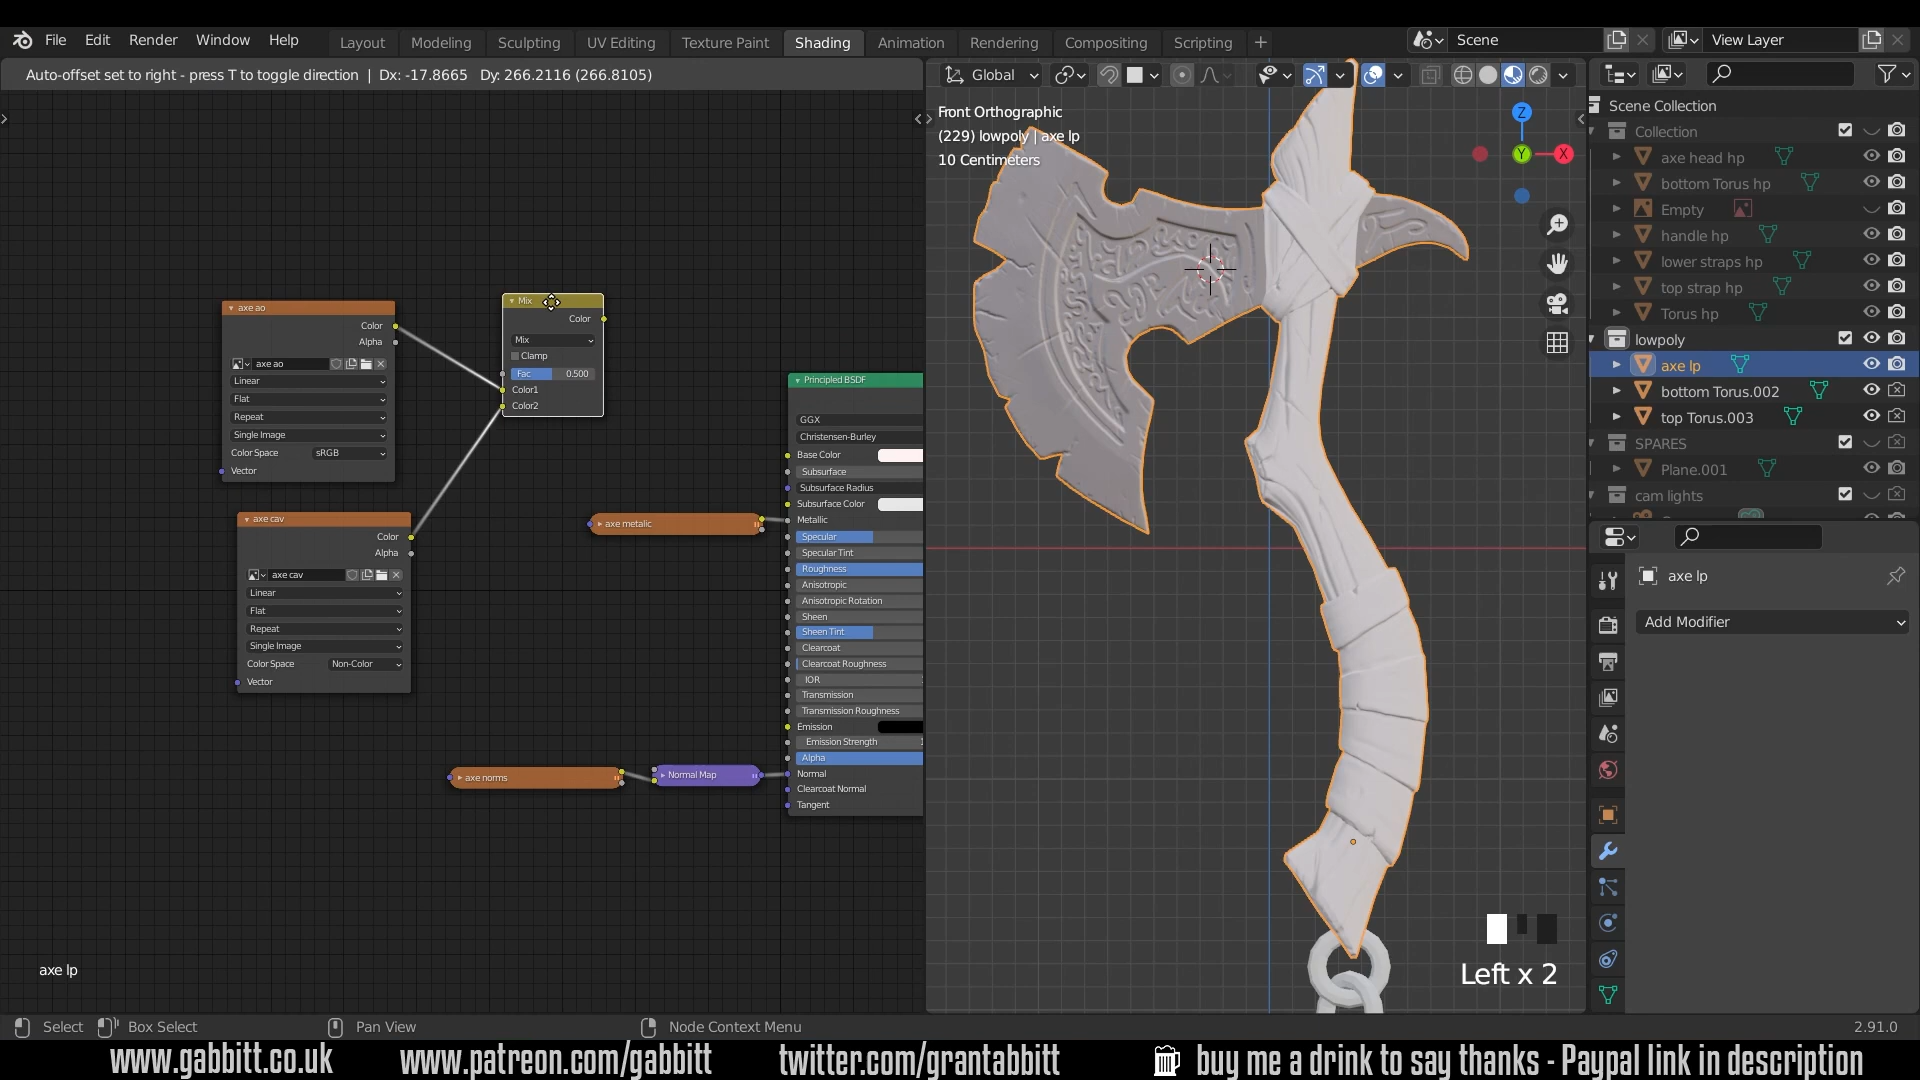 File Edit Render Window Help Layout Modeling Sculpting UV Editing Texture Paint Shading Animation Rendering Compositing Scripting + Scene View Layer
Auto-offset set to right - press T to toggle direction | Dx: -17.8665 Dy: 266.2116 (266.8105)
Global
Front Orthographic
(229) lowpoly | axe lp
10 Centimeters
Z
Y
X
axe ao
Color
Alpha
axe ao
Linear
Flat
Repeat
Single Image
Color Space sRGB
Vector
Mix
Color
Mix
Clamp
Fac 0.500
Color1
Color2
axe cav
Color
Alpha
axe cav
Linear
Flat
Repeat
Single Image
Color Space Non-Color
Vector
axe metalic
axe norms
Normal Map
Principled BSDF
GGX
Christensen-Burley
Base Color
Subsurface
Subsurface Radius
Subsurface Color
Metallic
Specular
Specular Tint
Roughness
Anisotropic
Anisotropic Rotation
Sheen
Sheen Tint
Clearcoat
Clearcoat Roughness
IOR
Transmission
Transmission Roughness
Emission
Emission Strength 1
Alpha
Normal
Clearcoat Normal
Tangent
axe lp
Left x 2
Scene Collection
Collection
axe head hp
bottom Torus hp
Empty
handle hp
lower straps hp
top strap hp
Torus hp
lowpoly
axe lp
bottom Torus.002
top Torus.003
SPARES
Plane.001
cam lights
axe lp
Add Modifier
Select Box Select Pan View Node Context Menu 2.91.0
www.gabbitt.co.uk www.patreon.com/gabbitt twitter.com/grantabbitt buy me a drink to say thanks - Paypal link in description